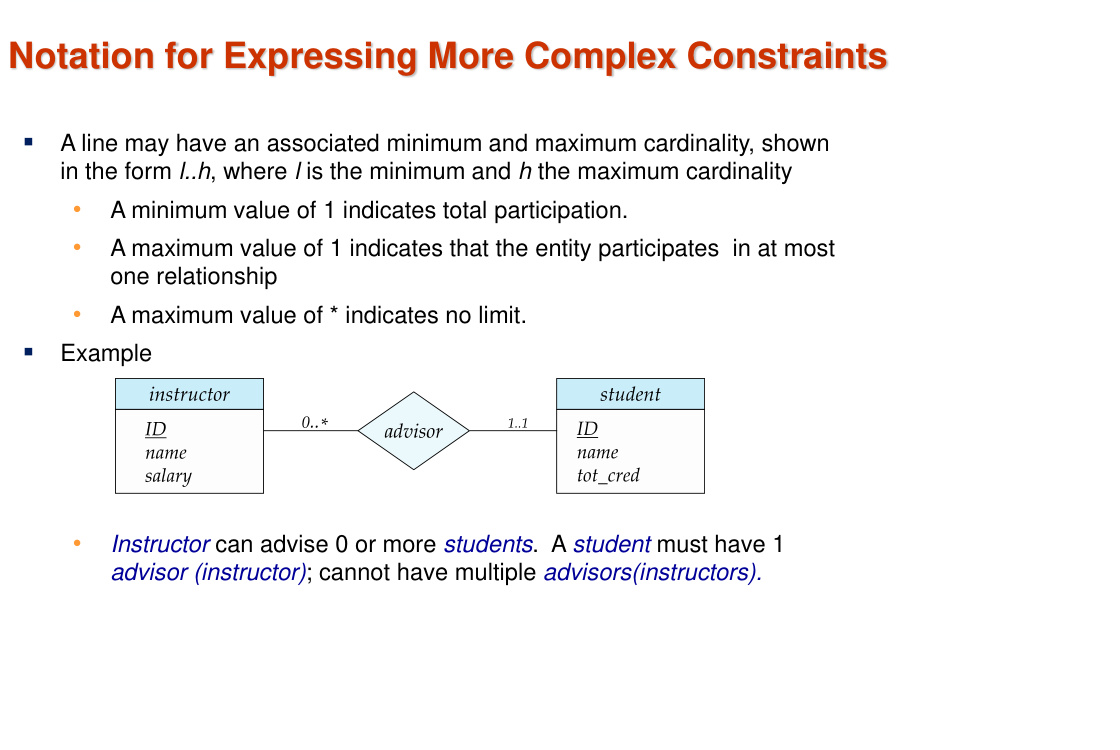 Notation for Expressing More Complex Constraints
A line may have an associated minimum and maximum cardinality, shown
in the form l..h, where l is the minimum and h the maximum cardinality
A minimum value of 1 indicates total participation.
A maximum value of 1 indicates that the entity participates  in at most
one relationship
A maximum value of * indicates no limit.
Example
instructor
ID
name
salary
0..*
advisor
1..1
student
ID
name
tot_cred
Instructor can advise 0 or more students.  A student must have 1
advisor (instructor); cannot have multiple advisors(instructors).